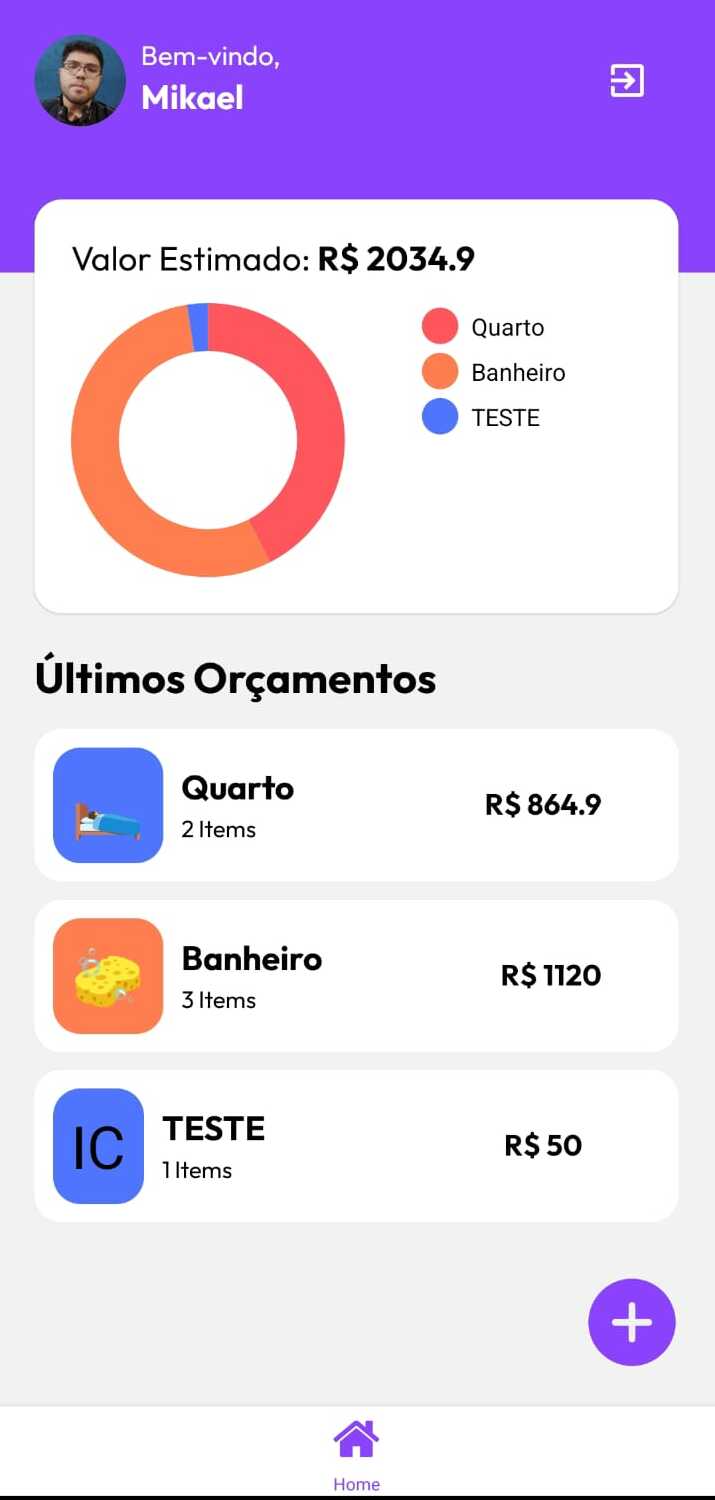 Bem-vindo,
Mikael
Valor Estimado: R$ 2034.9
Quarto
Banheiro
TESTE
Últimos Orçamentos
Quarto
2 Items
R$ 864.9
Banheiro
3 Items
R$ 1120
IC
TESTE
1 Items
R$ 50
Home